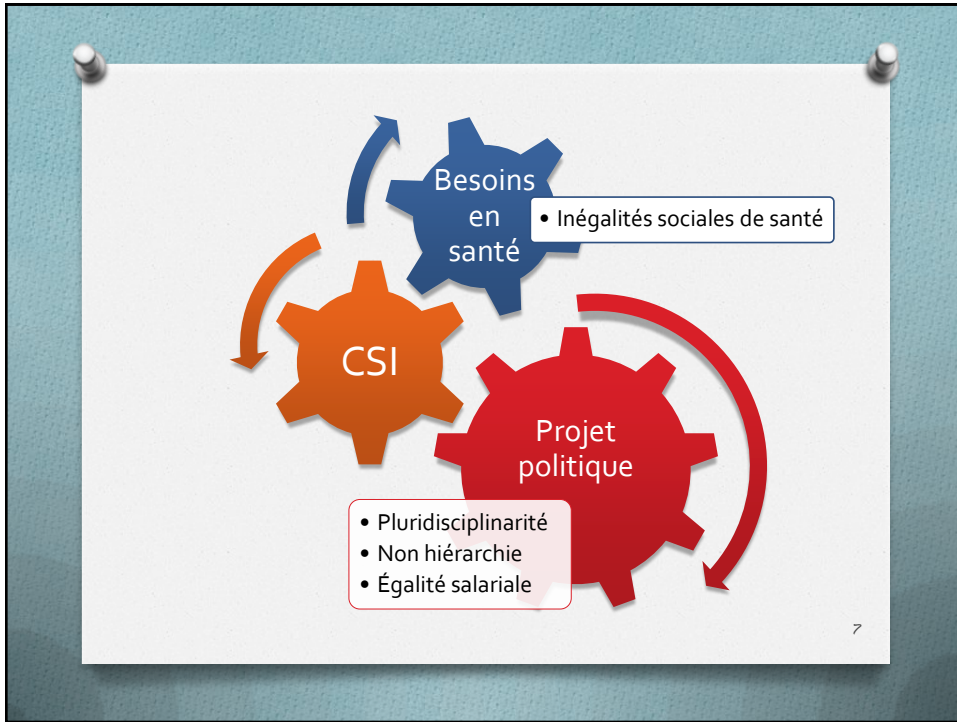 Besoins
en
santé
• Inégalités sociales de santé
CSI
Projet
politique
• Pluridisciplinarité
• Non hiérarchie
• Égalité salariale
7